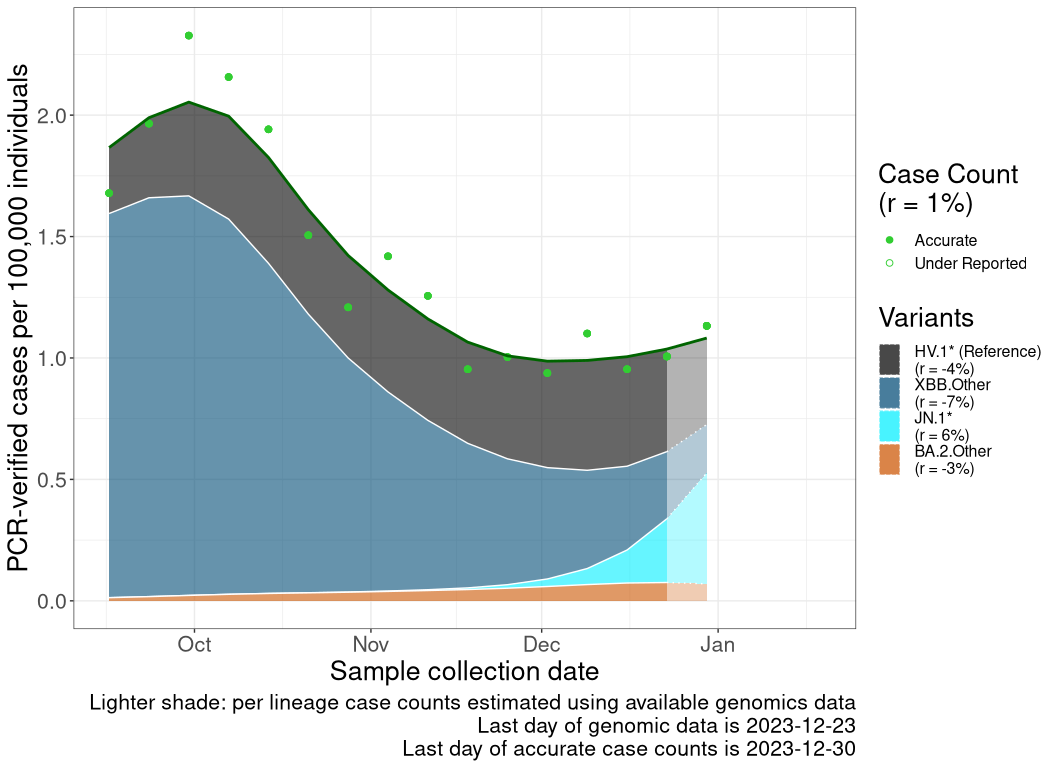 PCR-verified cases per 100,000 individuals
2.0
1.5
1.0
0.5
0.0
Oct Nov Dec Jan
Sample collection date
Lighter shade: per lineage case counts estimated using available genomics data
Last day of genomic data is 2023-12-23
Last day of accurate case counts is 2023-12-30
Case Count
(r = 1%)
Accurate
Under Reported
Variants
HV.1* (Reference)
(r = -4%)
XBB.Other
(r = -7%)
JN.1*
(r = 6%)
BA.2.Other
(r = -3%)